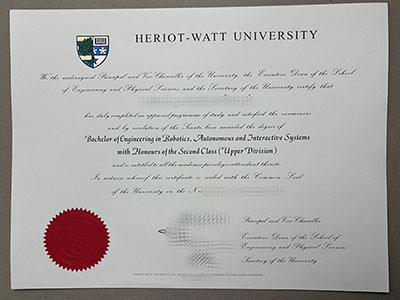 HERIOT-WATT UNIVERSITY
We the undersigned Principal and Vice-Chancellor of the University, the Executive Dean of the School
of Engineering and Physical Sciences and the Secretary of the University certify that
has duly completed an approved programme of study and satisfied the examiners
and by resolution of the Senate been awarded the degree of
Bachelor of Engineering in Robotics, Autonomous and Interactive Systems
with Honours of the Second Class (Upper Division)
and is entitled to all the academic privileges attendant thereto
In witness whereof this certificate is sealed with the Common Seal
of the University on the
Principal and Vice-Chancellor
Executive Dean of the School of
Engineering and Physical Sciences
Secretary of the University